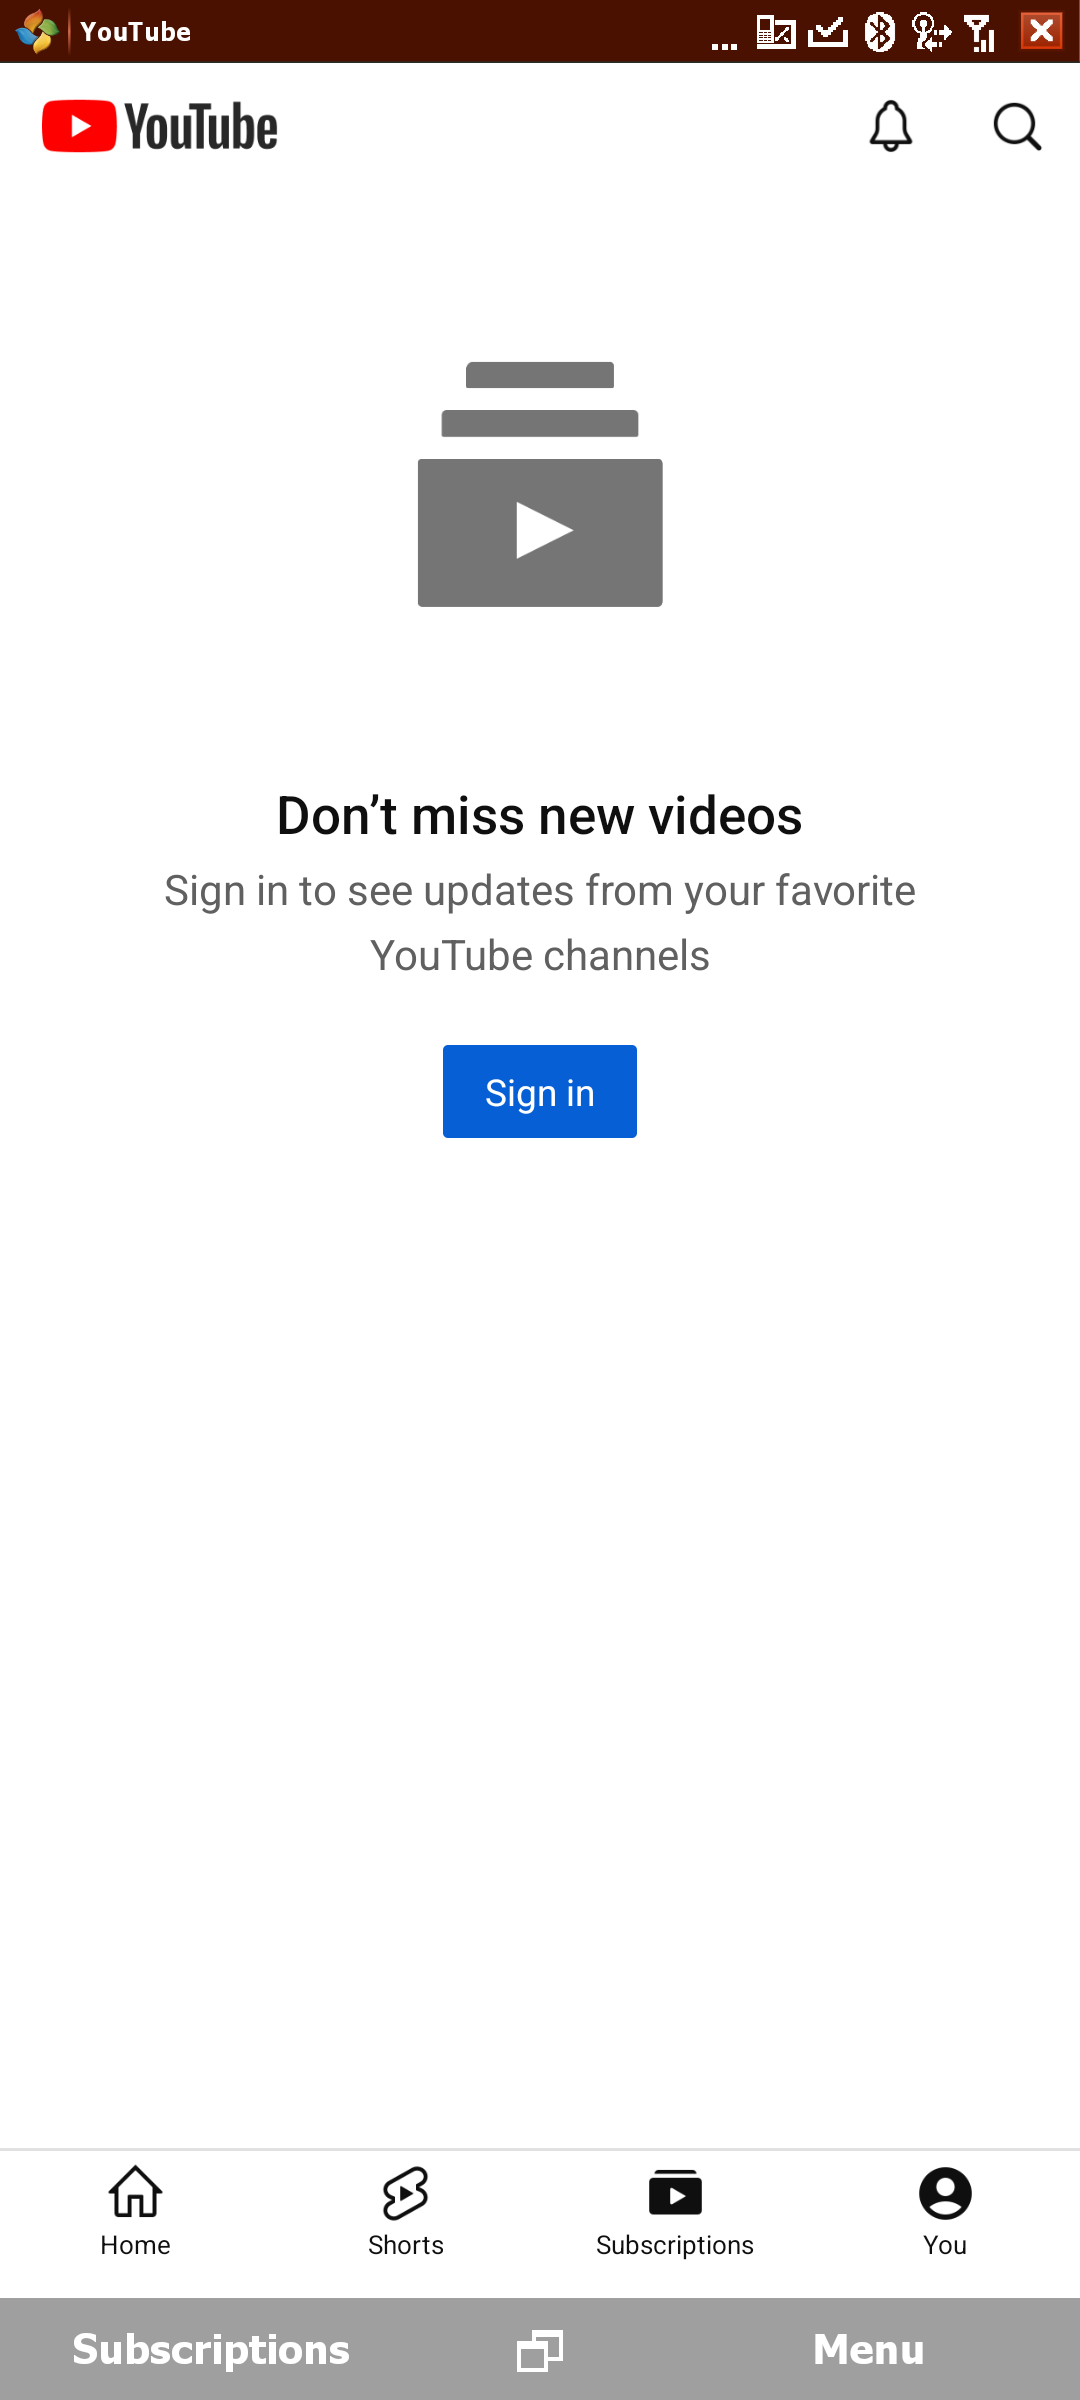 YouTube
YouTube
Don’t miss new videos
Sign in to see updates from your favorite
YouTube channels
Sign in
Home
Shorts
Subscriptions
You
Subscriptions
Menu